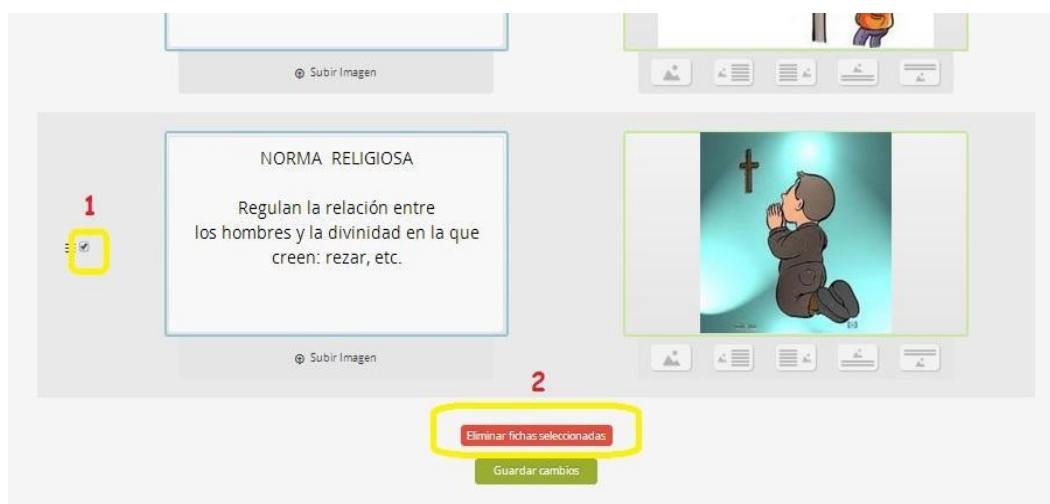 Subir Imagen
1
NORMA RELIGIOSA
Regulan la relación entre
los hombres y la divinidad en la que
creen: rezar, etc.
Subir Imagen
2
Eliminar fichas seleccionadas
Guardar cambios